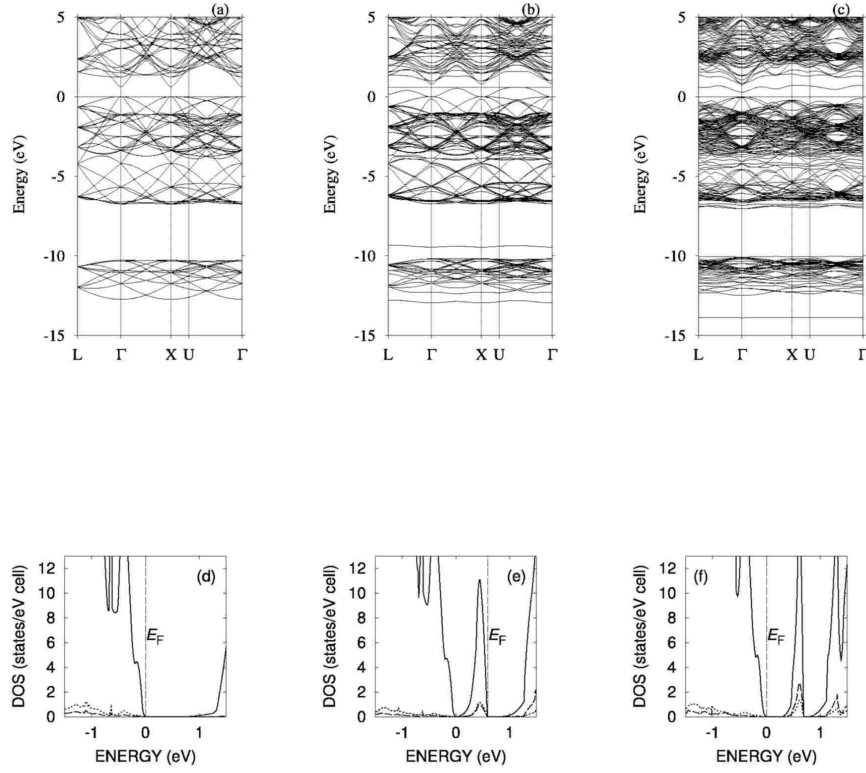 (a) (b) (c)
5 5 5
0 0 0
-5 -5 -5
-10 -10 -10
-15 -15 -15
Energy (eV) Energy (eV) Energy (eV)
L Γ X U Γ L Γ X U Γ L Γ X U Γ
(d) (e) (f)
12 12 12
10 10 10
8 8 8
6 6 6
4 4 4
2 2 2
0 0 0
DOS (states/eV cell) DOS (states/eV cell) DOS (states/eV cell)
E_F E_F E_F
-1 0 1 -1 0 1 -1 0 1
ENERGY (eV) ENERGY (eV) ENERGY (eV)